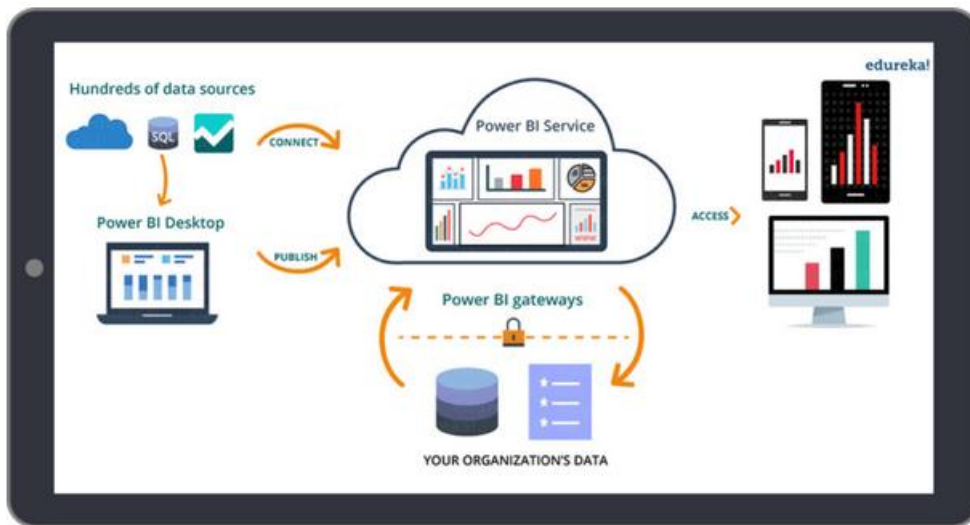 edureka!
Hundreds of data sources
SQL
CONNECT
Power BI Service
WWW
Power BI Desktop
PUBLISH
ACCESS
Power BI gateways
YOUR ORGANIZATION'S DATA